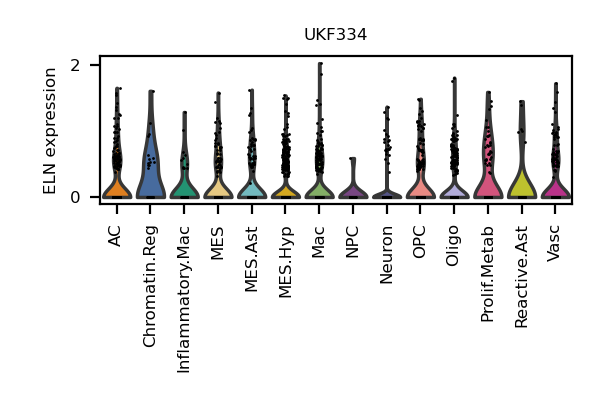 UKF334
ELN expression
2
0
AC
Chromatin.Reg
Inflammatory.Mac
MES
MES.Ast
MES.Hyp
Mac
NPC
Neuron
OPC
Oligo
Prolif.Metab
Reactive.Ast
Vasc